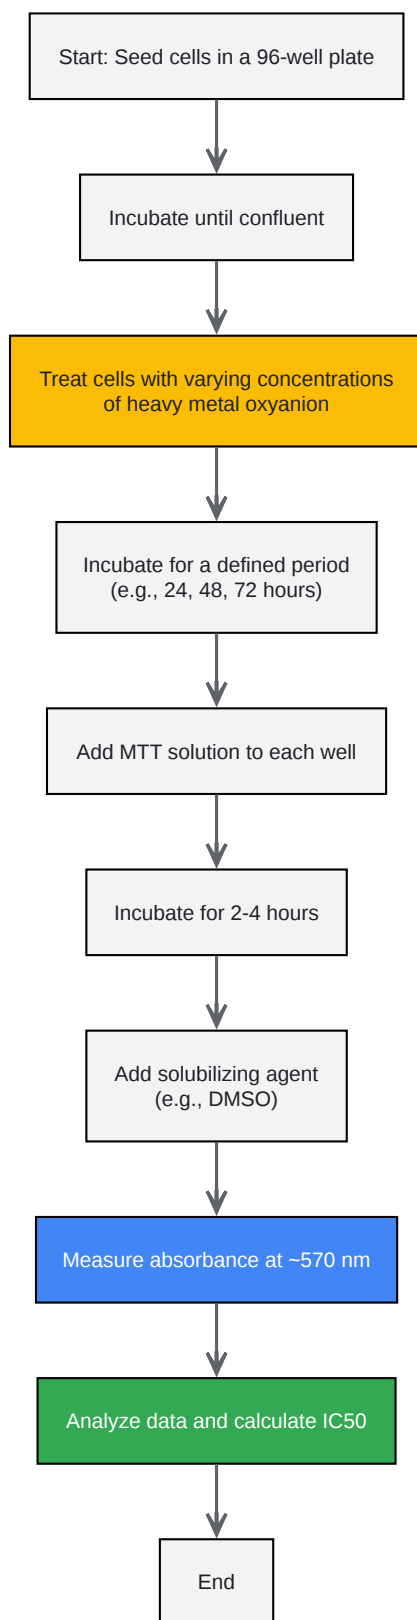 Start: Seed cells in a 96-well plate
Incubate until confluent
Treat cells with varying concentrations
of heavy metal oxyanion
Incubate for a defined period
(e.g., 24, 48, 72 hours)
Add MTT solution to each well
Incubate for 2-4 hours
Add solubilizing agent
(e.g., DMSO)
Measure absorbance at ~570 nm
Analyze data and calculate IC50
End